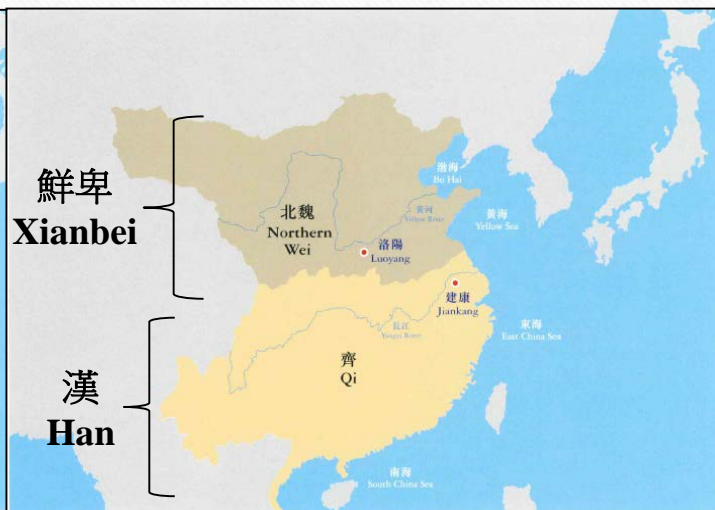 鮮卑
Xianbei
漢
Han
北魏
Northern
Wei
渤海
Bo Hai
黃河
Yellow River
黃海
Yellow Sea
洛陽
Luoyang
建康
Jiankang
長江
Yangzi River
東海
East China Sea
齊
Qi
南海
South China Sea